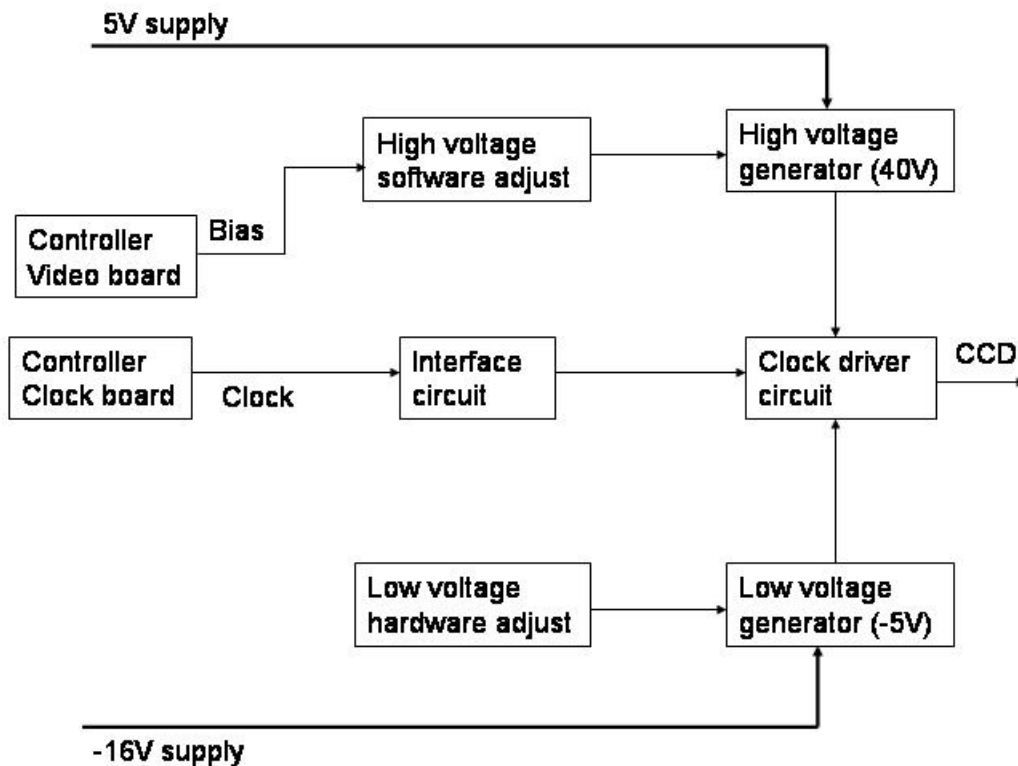 5V supply
High voltage
software adjust
High voltage
generator (40V)
Bias
Controller
Video board
Controller
Clock board
Clock
Interface
circuit
Clock driver
circuit
CCD
Low voltage
hardware adjust
Low voltage
generator (-5V)
-16V supply